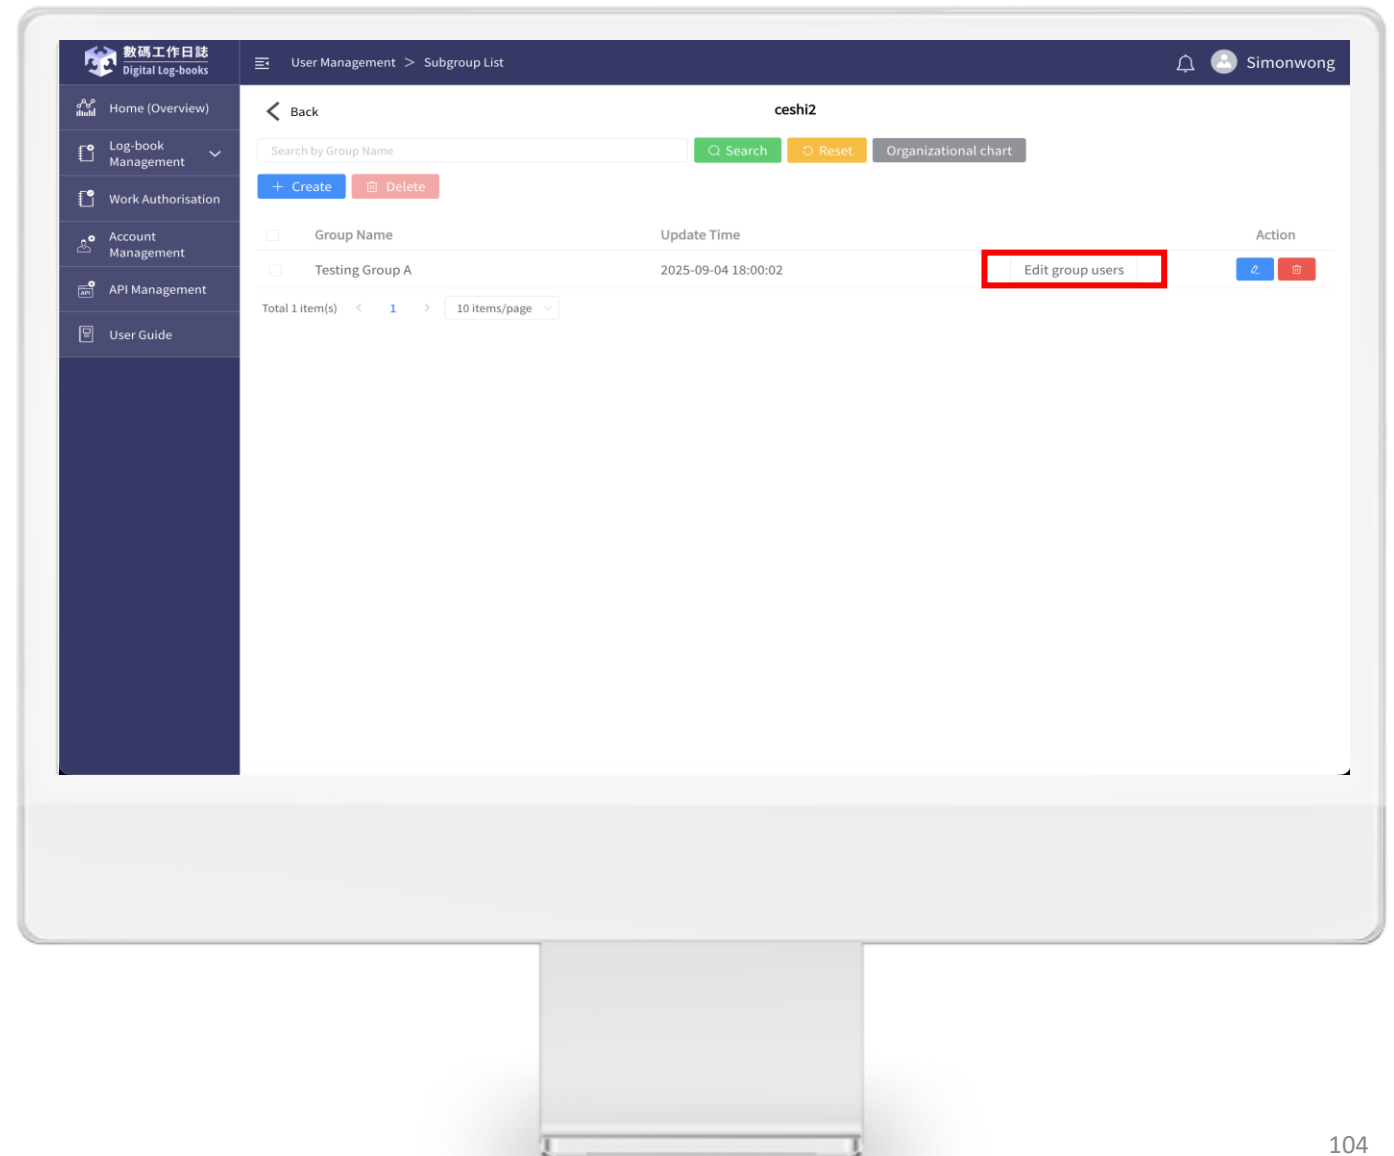 數碼工作日誌
Digital Log-books
User Management > Subgroup List
Simonwong
Home (Overview)
Log-book
Management
Work Authorisation
Account
Management
API Management
User Guide
Back
ceshi2
Search by Group Name
Search
Reset
Organizational chart
+ Create
Delete
Group Name
Update Time
Action
Testing Group A
2025-09-04 18:00:02
Edit group users
Total 1 item(s) < 1 > 10 items/page
104